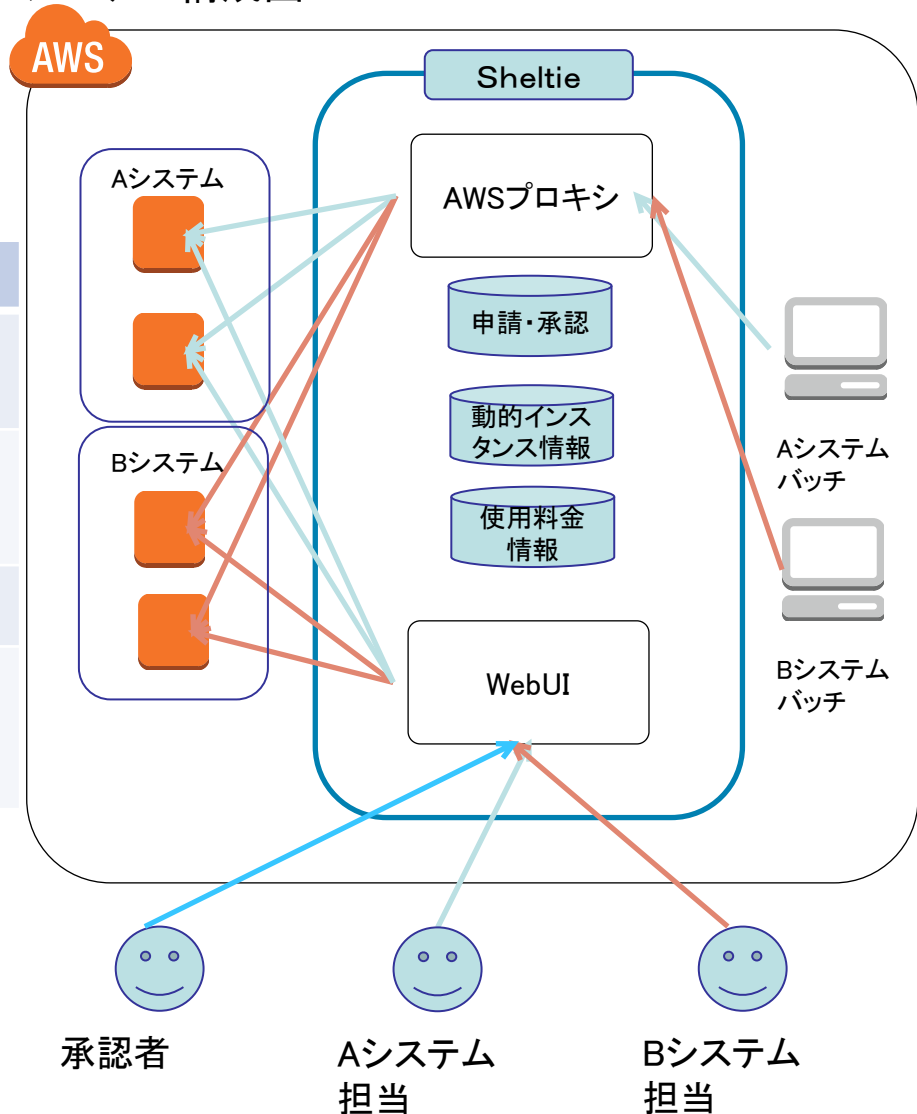 AWS
Sheltie
Aシステム
AWSプロキシ
申請・承認
動的インス
タンス情報
使用料金
情報
Bシステム
Aシステム
バッチ
WebUI
Bシステム
バッチ
承認者
Aシステム
担当
Bシステム
担当